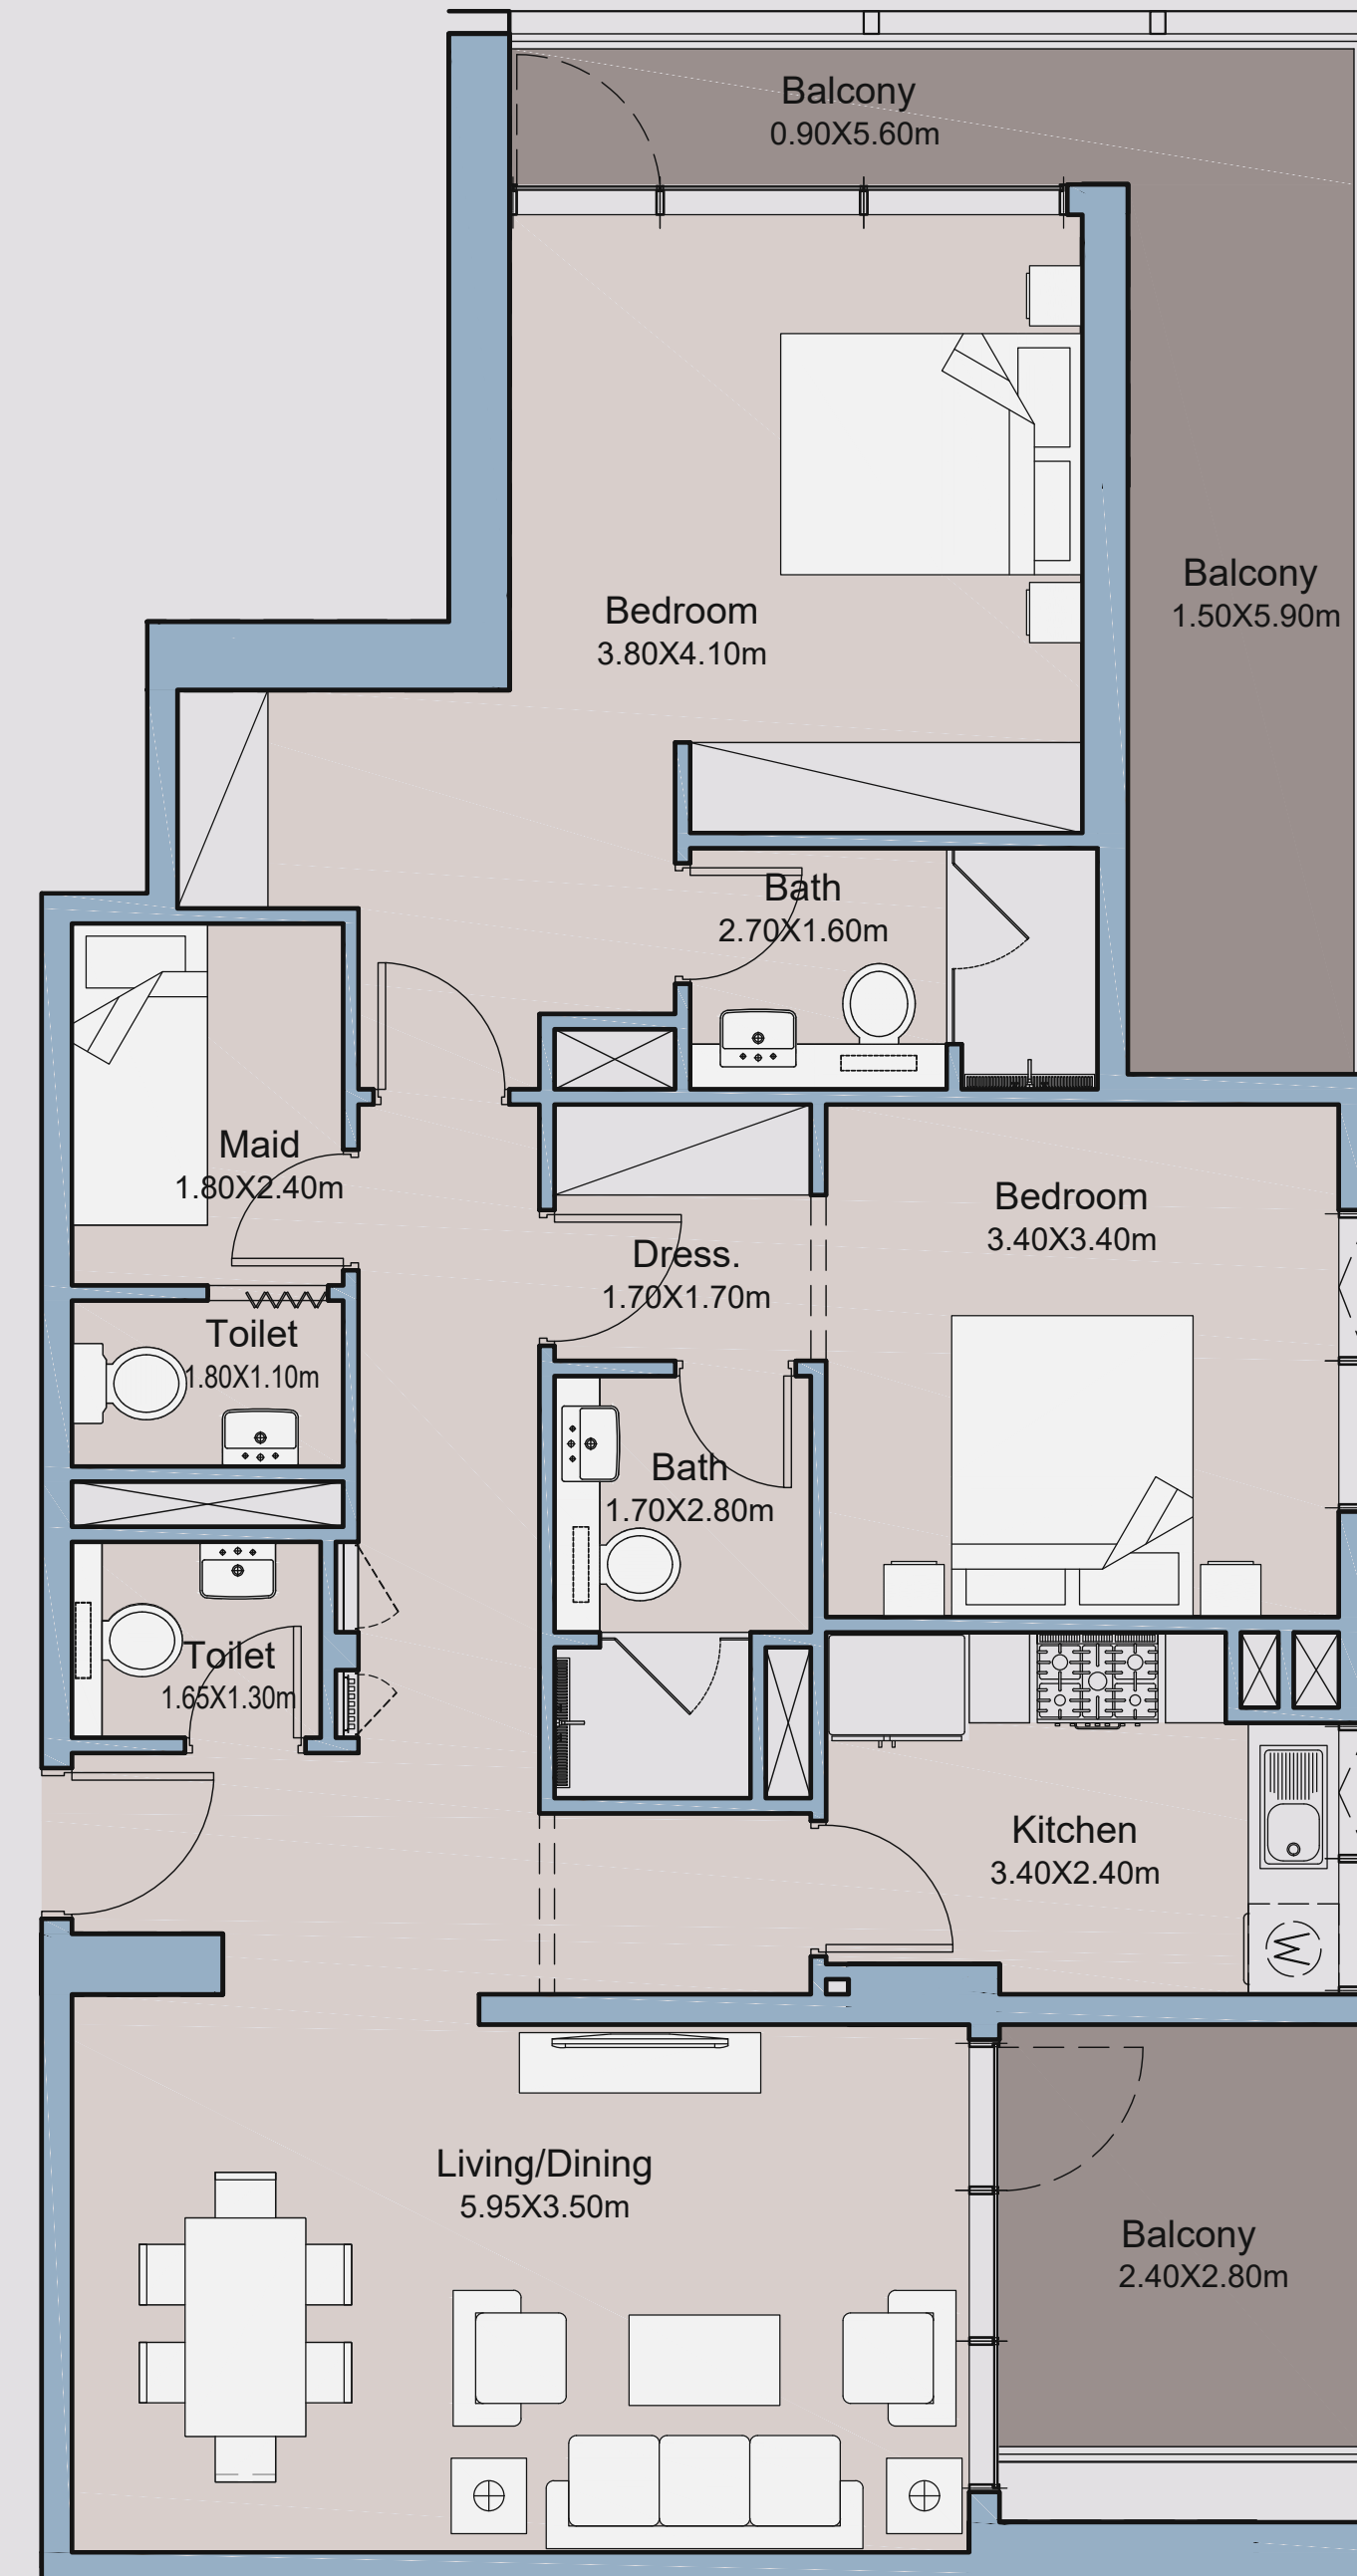 Balcony
0.90X5.60m
Balcony
1.50X5.90m
Bedroom
3.80X4.10m
Bath
2.70X1.60m
Maid
1.80X2.40m
Bedroom
3.40X3.40m
Dress.
1.70X1.70m
Toilet
1.80X1.10m
Bath
1.70X2.80m
Toilet
1.65X1.30m
Kitchen
3.40X2.40m
W
Living/Dining
5.95X3.50m
Balcony
2.40X2.80m